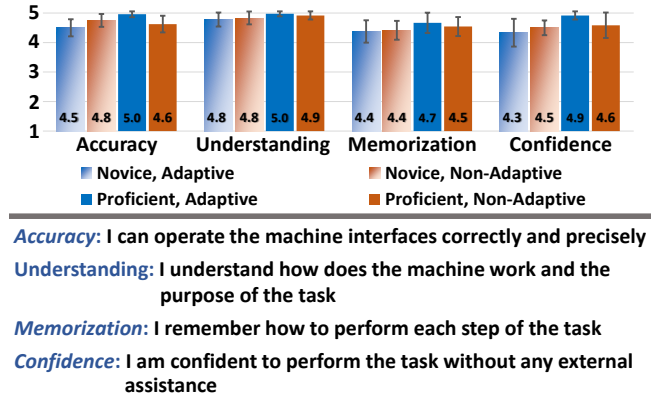 5
4
3
2
1
4.5 4.8 5.0 4.6 4.8 4.8 5.0 4.9 4.4 4.4 4.7 4.5 4.3 4.5 4.9 4.6
Accuracy Understanding Memorization Confidence
Novice, Adaptive Novice, Non-Adaptive
Proficient, Adaptive Proficient, Non-Adaptive
Accuracy: I can operate the machine interfaces correctly and precisely
Understanding: I understand how does the machine work and the
purpose of the task
Memorization: I remember how to perform each step of the task
Confidence: I am confident to perform the task without any external
assistance